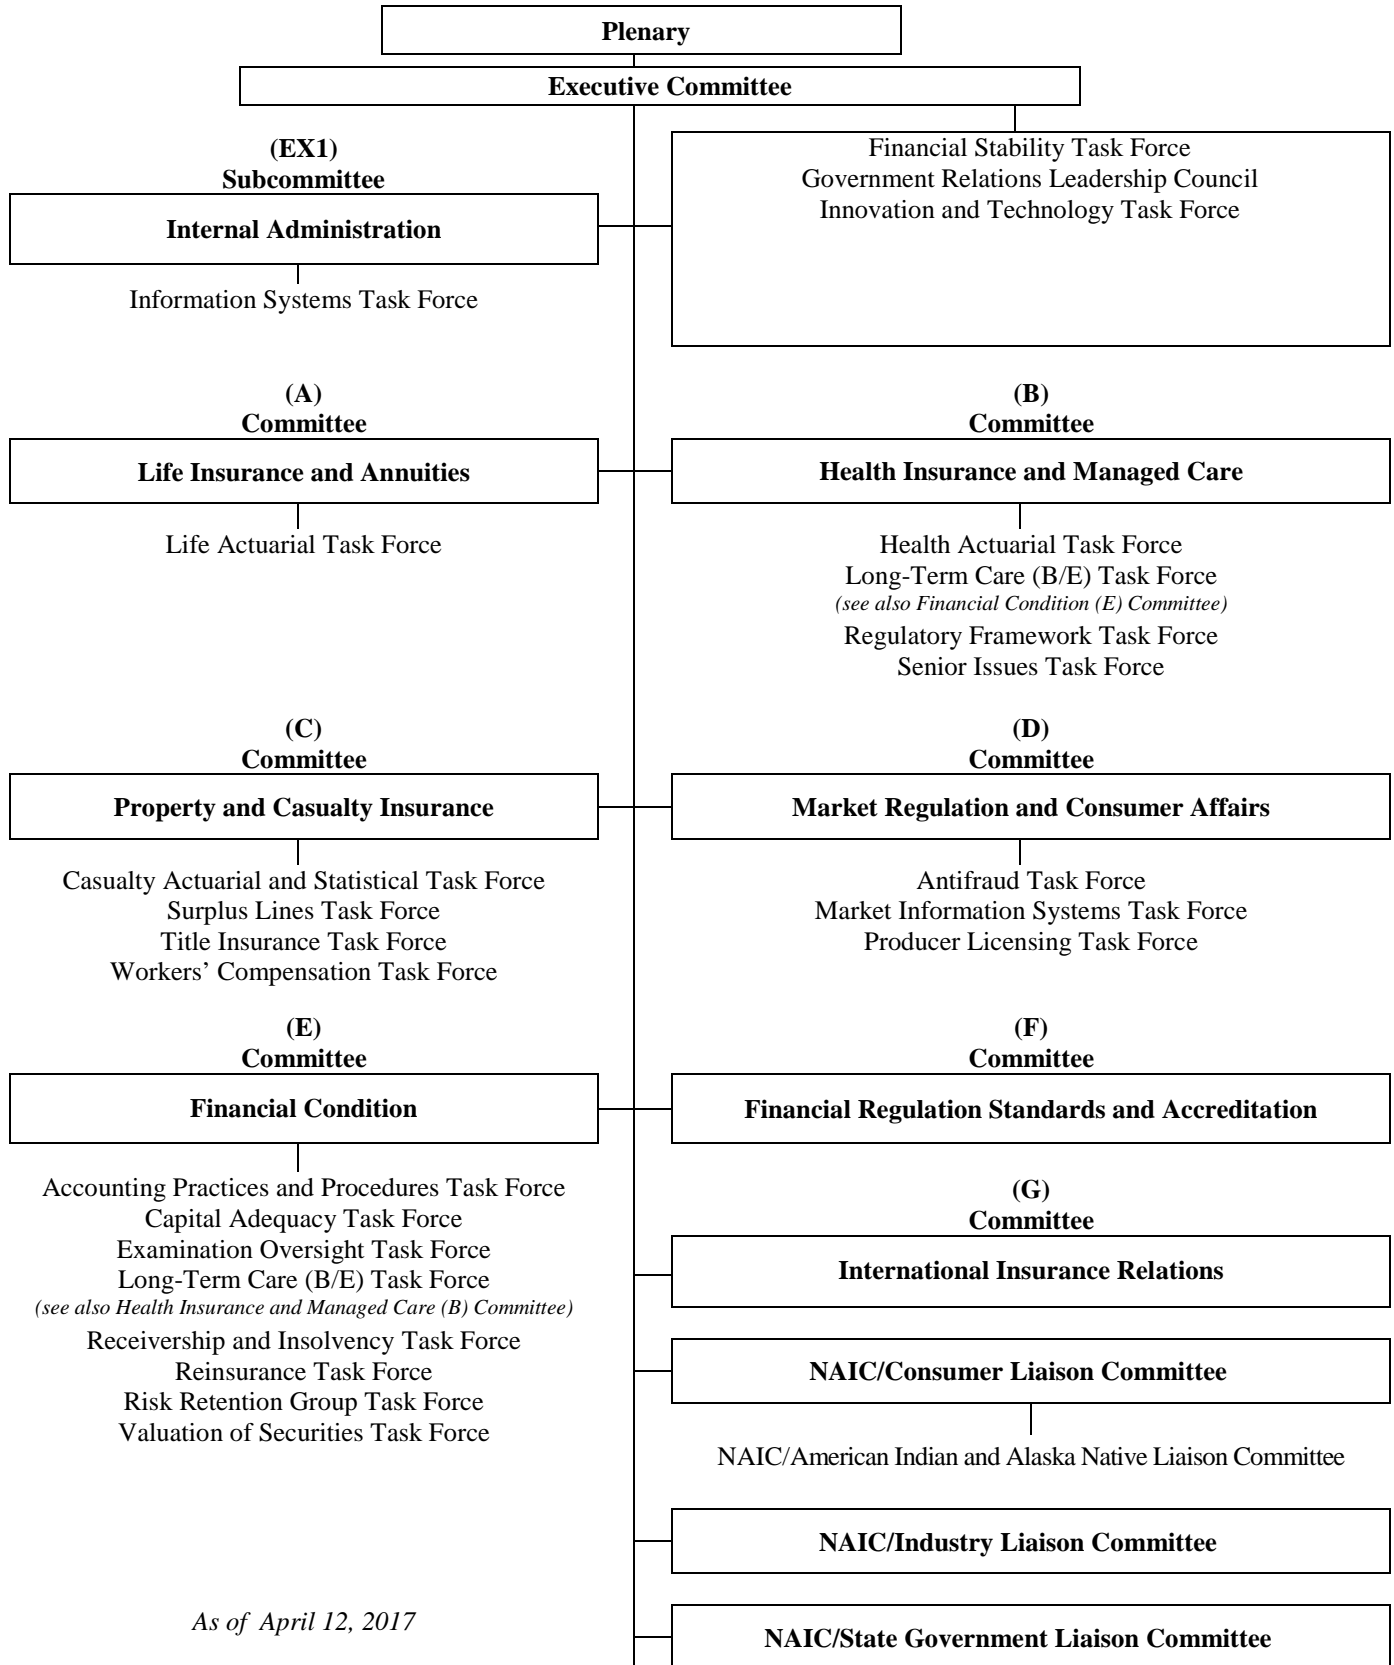 Plenary
Executive Committee
(EX1)
Subcommittee
Internal Administration
Information Systems Task Force
Financial Stability Task Force
Government Relations Leadership Council
Innovation and Technology Task Force
(A)
Committee
Life Insurance and Annuities
Life Actuarial Task Force
(B)
Committee
Health Insurance and Managed Care
Health Actuarial Task Force
Long-Term Care (B/E) Task Force
(see also Financial Condition (E) Committee)
Regulatory Framework Task Force
Senior Issues Task Force
(C)
Committee
Property and Casualty Insurance
Casualty Actuarial and Statistical Task Force
Surplus Lines Task Force
Title Insurance Task Force
Workers’ Compensation Task Force
(D)
Committee
Market Regulation and Consumer Affairs
Antifraud Task Force
Market Information Systems Task Force
Producer Licensing Task Force
(E)
Committee
Financial Condition
Accounting Practices and Procedures Task Force
Capital Adequacy Task Force
Examination Oversight Task Force
Long-Term Care (B/E) Task Force
(see also Health Insurance and Managed Care (B) Committee)
Receivership and Insolvency Task Force
Reinsurance Task Force
Risk Retention Group Task Force
Valuation of Securities Task Force
(F)
Committee
Financial Regulation Standards and Accreditation
(G)
Committee
International Insurance Relations
NAIC/Consumer Liaison Committee
NAIC/American Indian and Alaska Native Liaison Committee
NAIC/Industry Liaison Committee
NAIC/State Government Liaison Committee
As of April 12, 2017